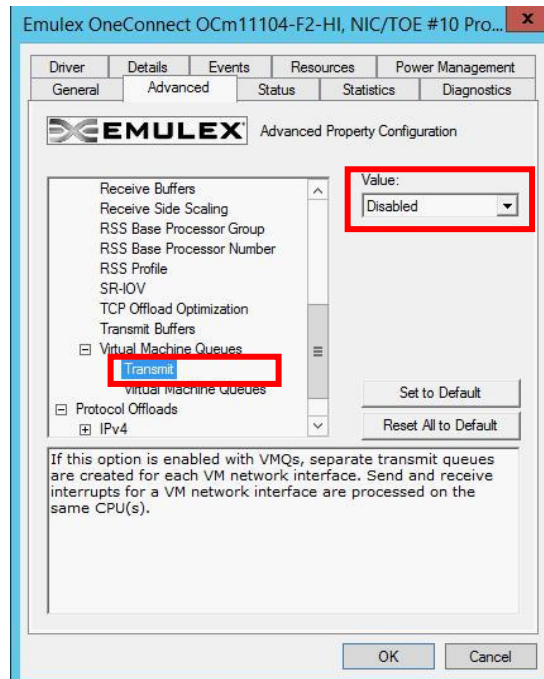 Emulex OneConnect OCm11104-F2-HI, NIC/TOE #10 Pro... x
Driver Details Events Resources Power Management
General Advanced Status Statistics Diagnostics
EMULEX Advanced Property Configuration
Value:
Disabled
Receive Buffers
Receive Side Scaling
RSS Base Processor Group
RSS Base Processor Number
RSS Profile
SR-IOV
TCP Offload Optimization
Transmit Buffers
Virtual Machine Queues
Transmit
Virtual Machine Queues
Protocol Offloads
IPv4
Set to Default
Reset All to Default
If this option is enabled with VMQs, separate transmit queues
are created for each VM network interface. Send and receive
interrupts for a VM network interface are processed on the
same CPU(s).
OK Cancel